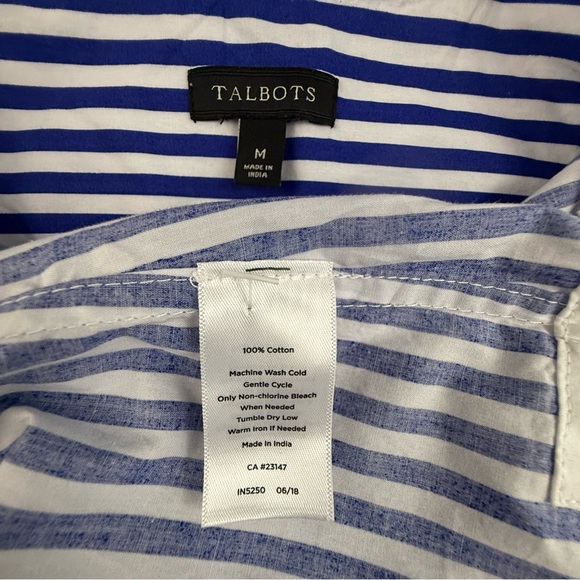 TALBOTS
M
MADE IN
INDIA
100% Cotton
Machine Wash Cold
Gentle Cycle
Only Non-chlorine Bleach
When Needed
Tumble Dry Low
Warm Iron if Needed
Made in India
CA #23147
IN5250 06/18